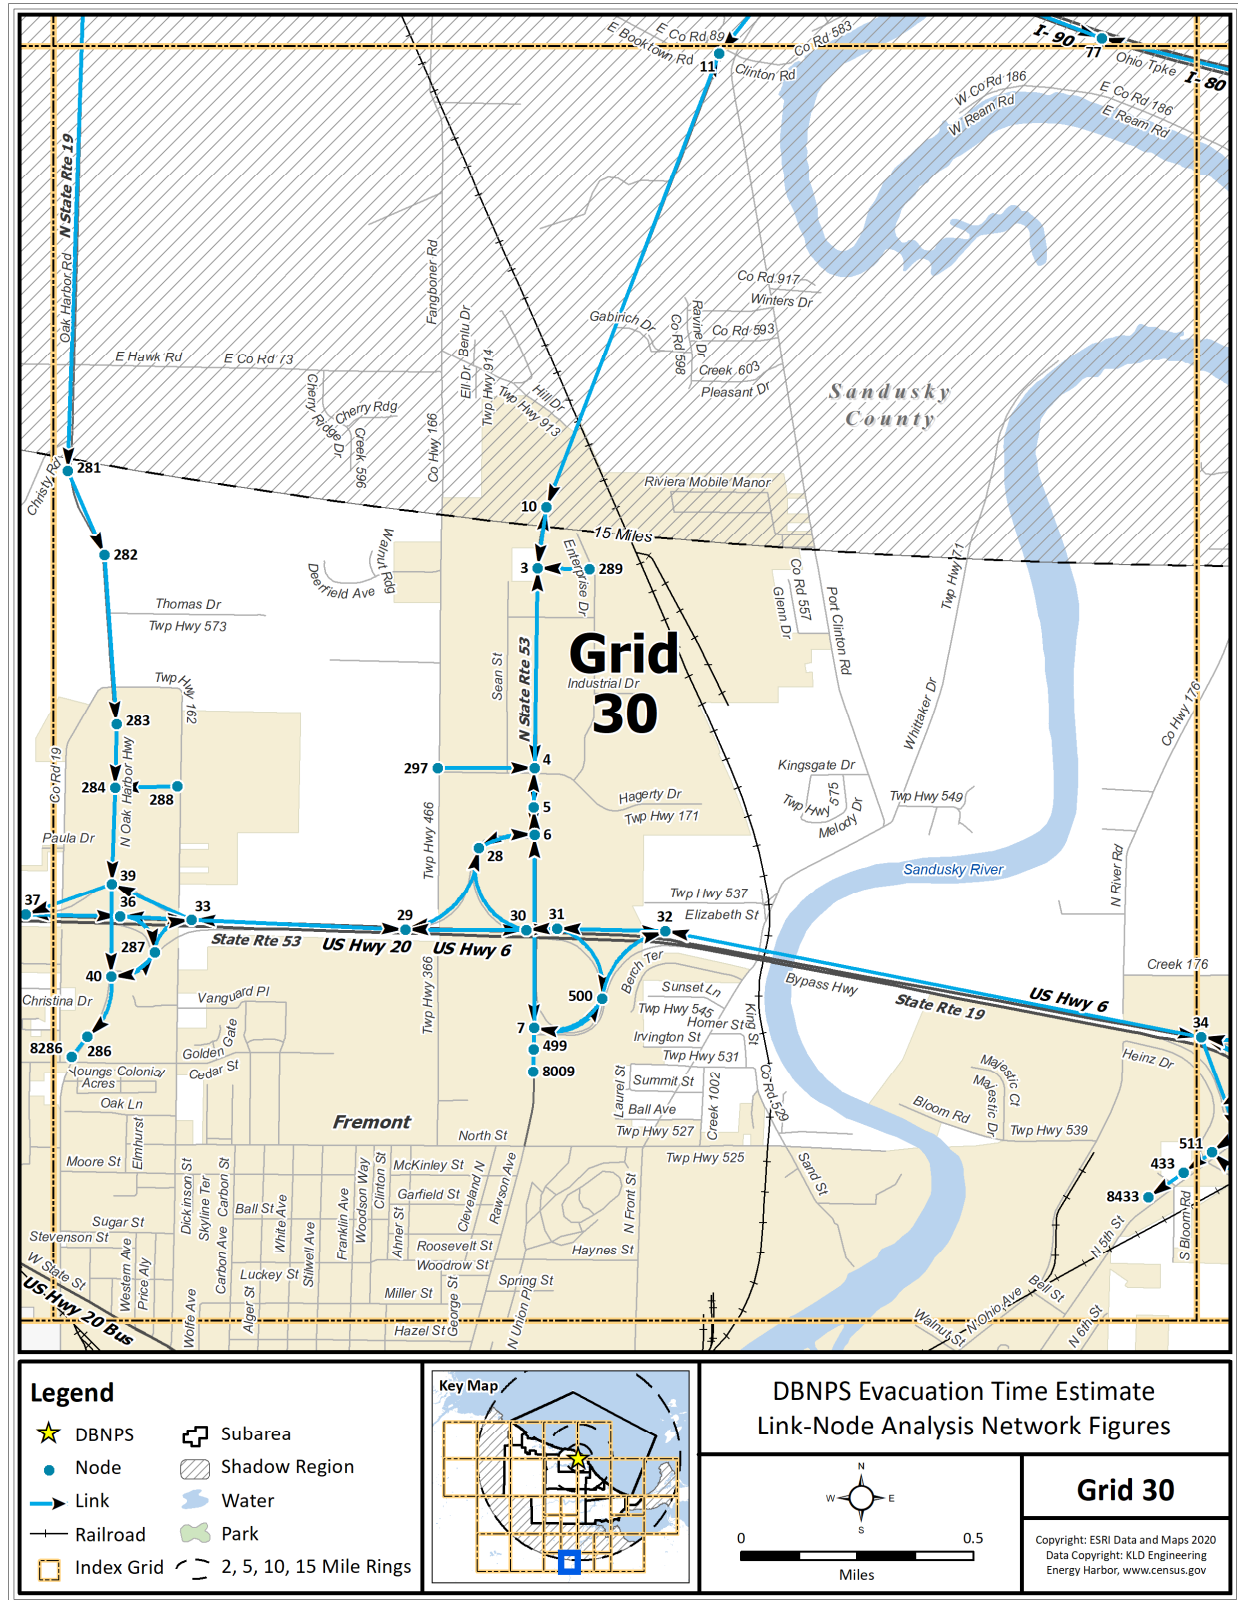 E Co Rd 89
E Booktown Rd
Co Rd 583
11
Clinton Rd
I- 90
77
Ohio Tpke
I- 80
W Co Rd 186
W Ream Rd
E Co Rd 186
E Ream Rd
N State Rte 19
Oak Harbor Rd
Fangboner Rd
Co Rd 917
Winters Dr
Gabirich Dr
Ravine Dr
Co Rd 598
Co Rd 593
Creek 603
Pleasant Dr
Ell Dr
Benlu Dr
Twp Hwy 914
Hill Dr
Twp Hwy 913
E Hawk Rd
E Co Rd 73
Cherry Rdg
Cherry Ridge Dr
Creek 596
Co Hwy 166
Sandusky
County
Christy Rd
281
Riviera Mobile Manor
10
15 Miles
282
Walnut Rdg
Deerfield Ave
3
Enterprise Dr
289
Co Rd 557
Glenn Dr
Port Clinton Rd
Twp Hwy 71
Thomas Dr
Twp Hwy 573
N State Rte 53
Sean St
Grid
30
Industrial Dr
Twp Hwy 162
Whittaker Dr
Co Hwy 176
283
N Oak Harbor Hwy
Co Rd 19
284
288
297
4
5
6
28
Hagerty Dr
Twp Hwy 171
Kingsgate Dr
Twp Hwy 575
Melody Dr
Twp Hwy 549
Paula Dr
Twp Hwy 466
Sandusky River
N River Rd
39
37
36
33
29
30
31
32
Twp Hwy 537
Elizabeth St
287
State Rte 53
US Hwy 20
US Hwy 6
40
Berch Ter
Bypass Hwy
State Rte 19
US Hwy 6
Creek 176
34
Christina Dr
Vanguard Pl
Twp Hwy 366
500
Sunset Ln
Twp Hwy 545
Homer St
King St
Irvington St
Twp Hwy 531
7
499
8009
8286
286
Golden Gate
Cedar St
Youngs Colonial
Acres
Oak Ln
Heinz Dr
Majestic Ct
Majestic Dr
Bloom Rd
Twp Hwy 539
Summit St
Laurel St
Ball Ave
Creek 1002
Co Rd 529
Twp Hwy 527
Twp Hwy 525
Fremont
North St
Elmhurst
Moore St
McKinley St
Garfield St
Cleveland N
Rawson Ave
N Front St
Sand St
511
433
8433
S Bloom Rd
N 5th St
Dickinson St
Skyline Ter
Carbon St
Carbon Ave
Ball St
White Ave
Stilwell Ave
Franklin Ave
Woodson Way
Clinton St
Ahner St
Sugar St
Stevenson St
Western Ave
Price Aly
Roosevelt St
Woodrow St
Haynes St
W State St
Luckey St
Miller St
Spring St
George St
N Union Pl
Alger St
Wolfe Ave
Hazel St
US Hwy 20 Bus
Bell St
N Ohio Ave
Walnut St
N 6th St
Legend
DBNPS
Node
Link
Railroad
Index Grid
Subarea
Shadow Region
Water
Park
2, 5, 10, 15 Mile Rings
Key Map
DBNPS Evacuation Time Estimate
Link-Node Analysis Network Figures
N
W
E
S
0
0.5
Miles
Grid 30
Copyright: ESRI Data and Maps 2020
Data Copyright: KLD Engineering
Energy Harbor, www.census.gov